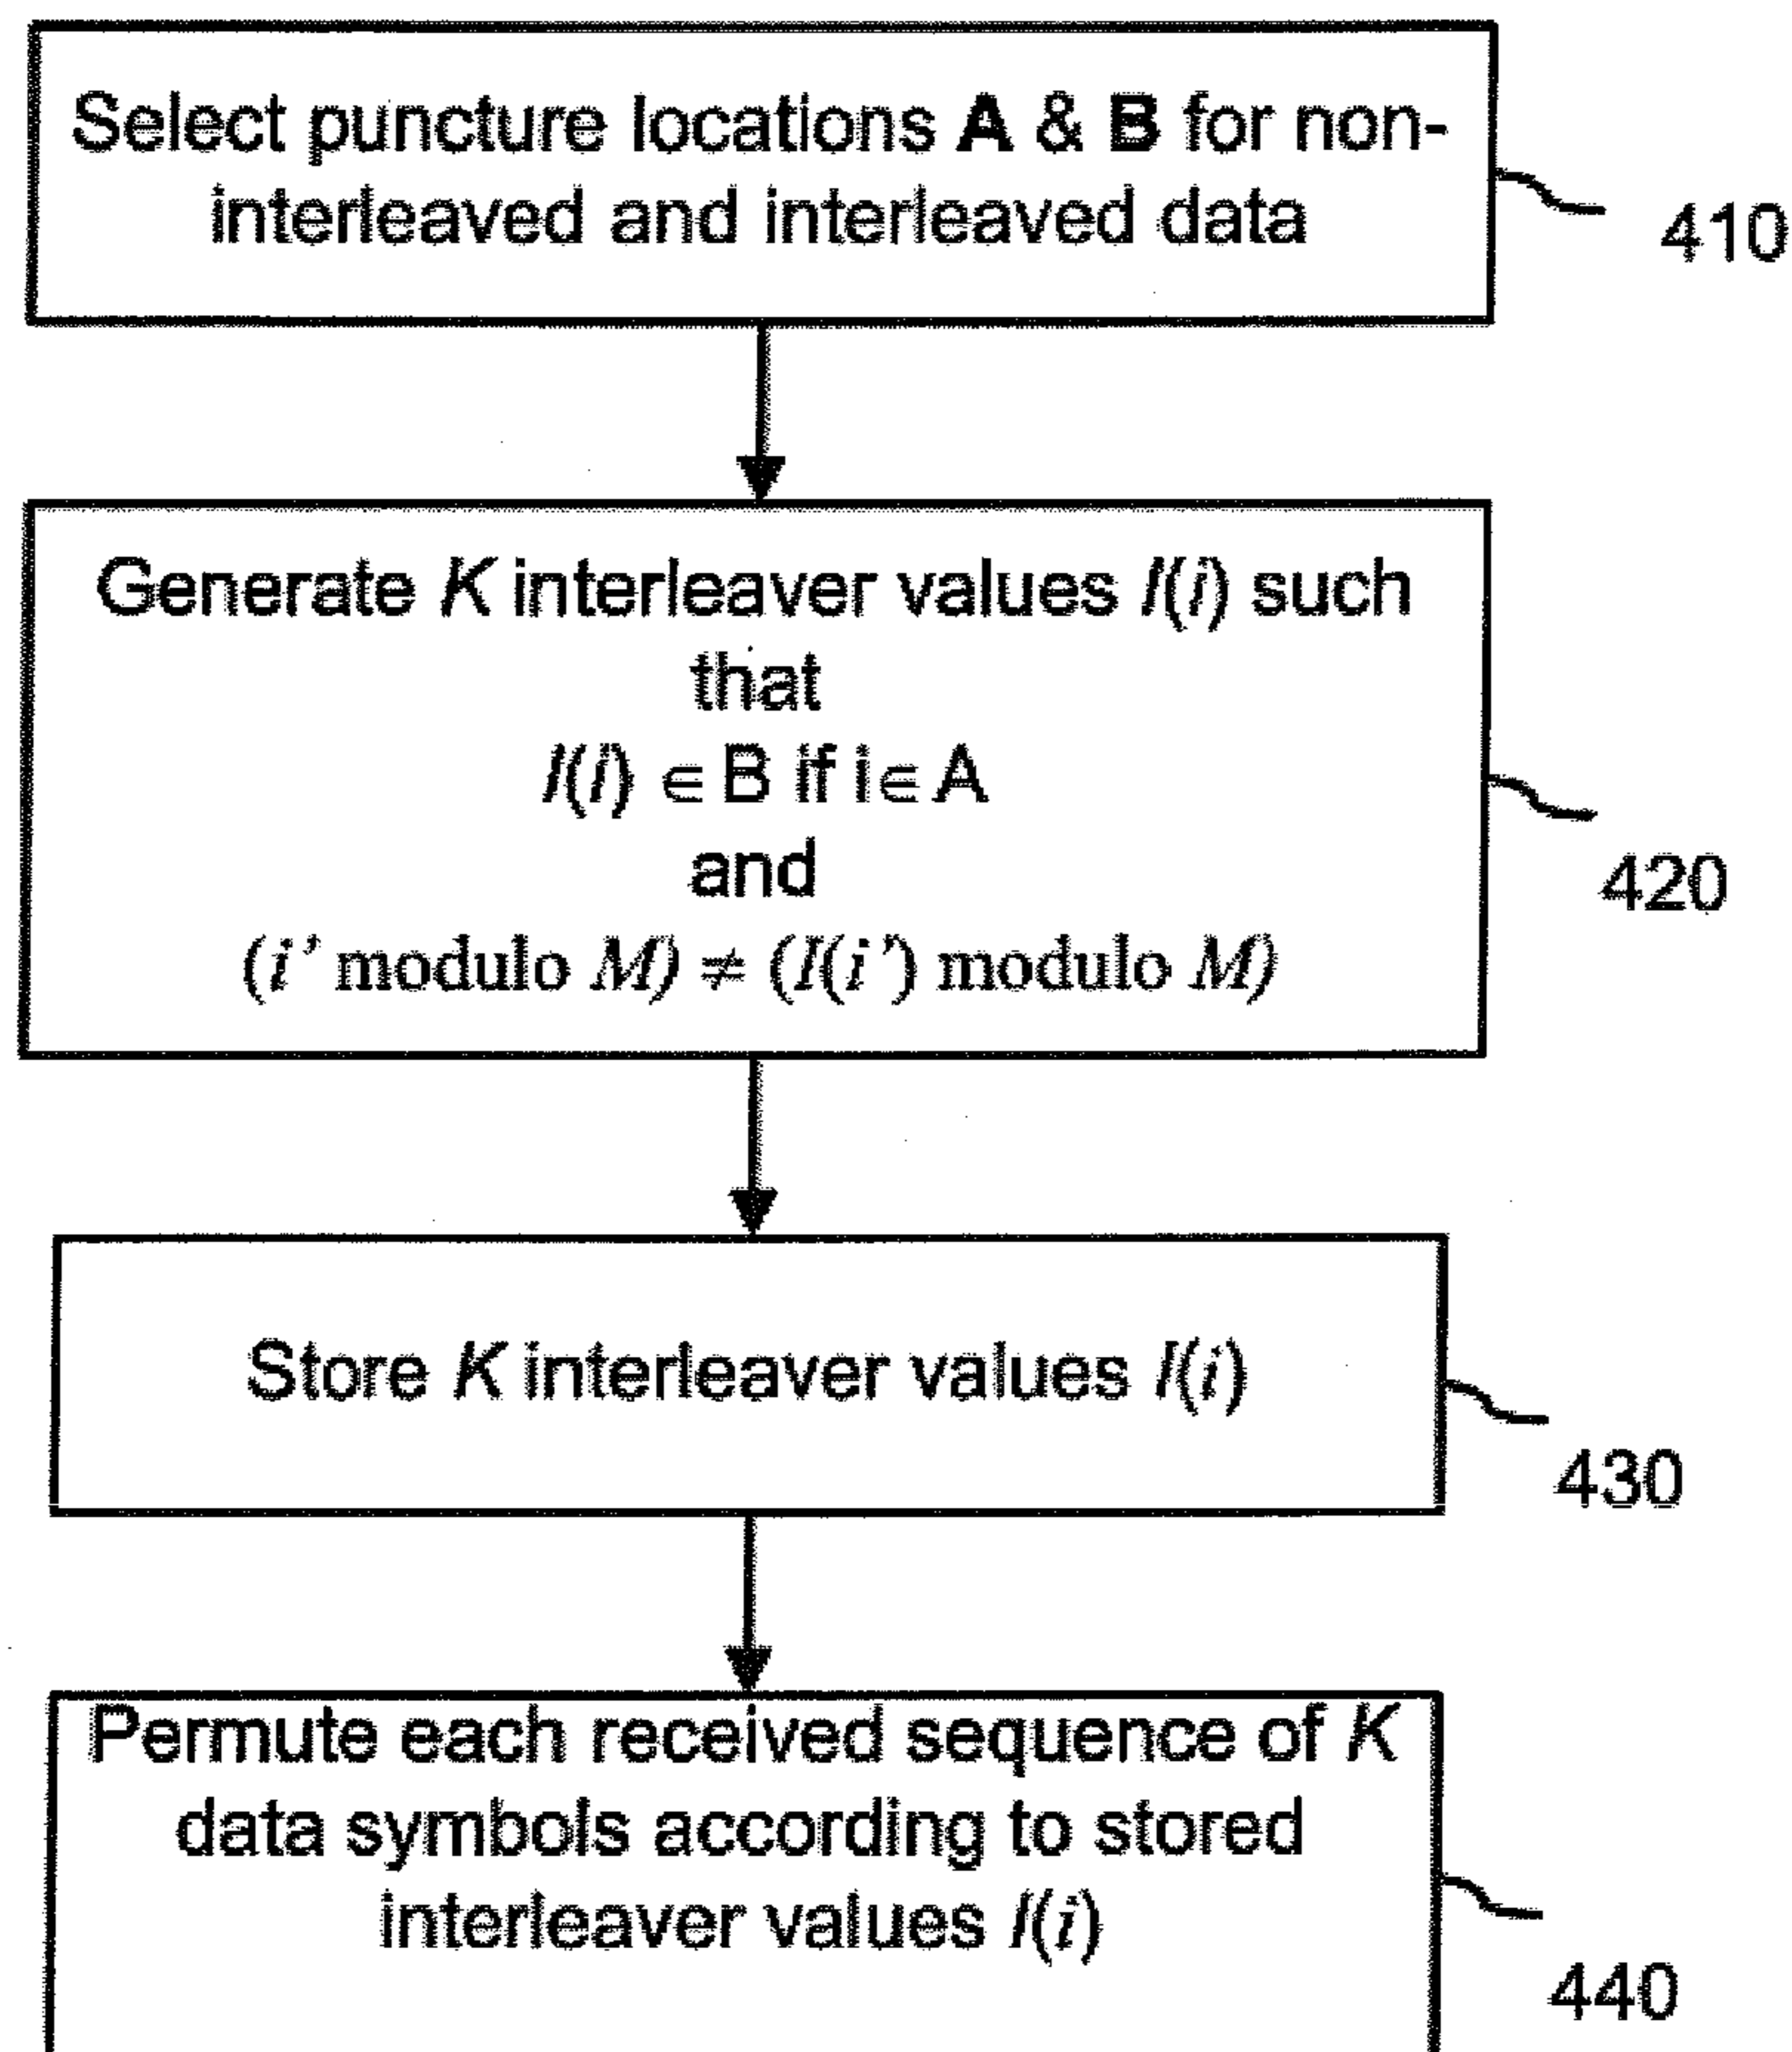 Select puncture locations A & B for non-
interleaved and interleaved data
410
Generate K interleaver values I(i) such
that
I(i) ∈ B if i ∈ A
and
(i' modulo M) ≠ (I(i') modulo M)
420
Store K interleaver values I(i)
430
Permute each received sequence of K
data symbols according to stored
interleaver values I(i)
440